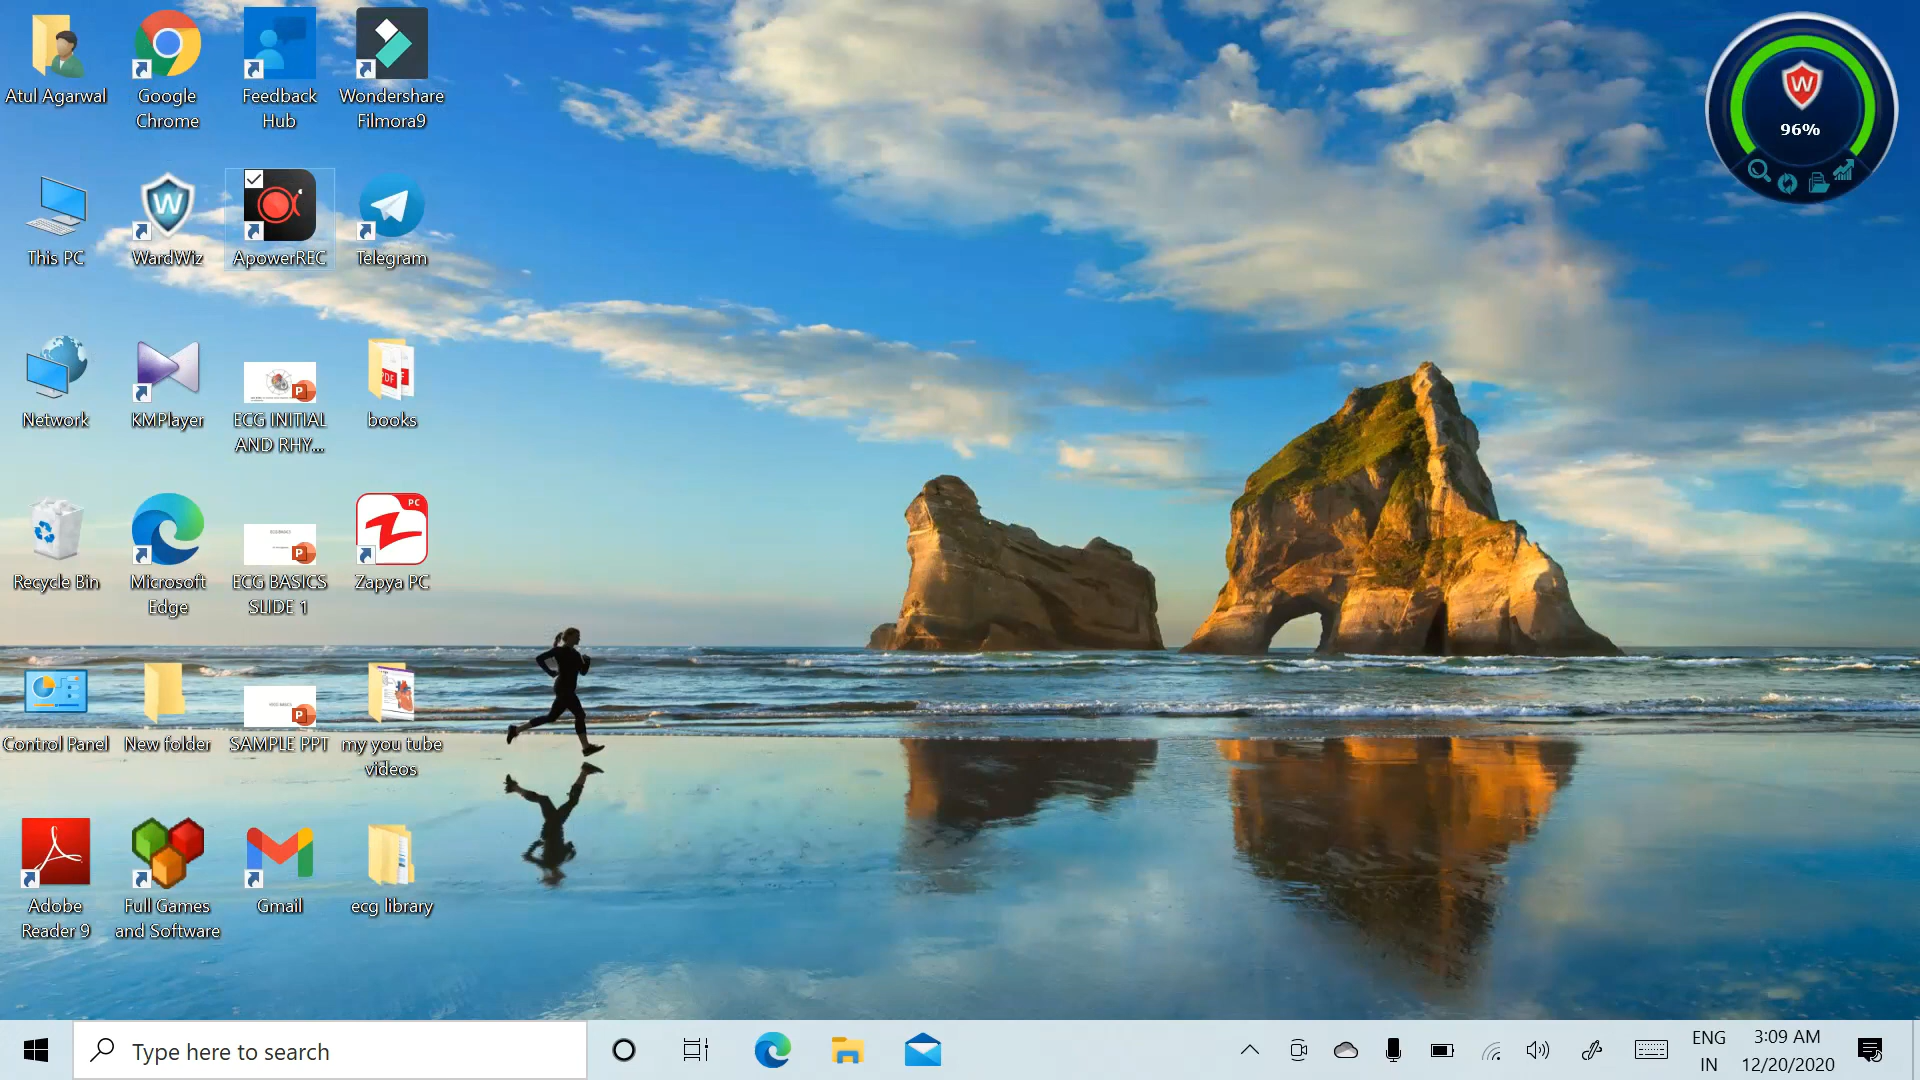 Atul Agarwal
Google
Chrome
Feedback
Hub
Wondershare
Filmora9
W
96%
This PC
W
WardWiz
ApowerREC
Telegram
Network
KMPlayer
P
ECG INITIAL
AND RHY...
PDF
books
Recycle Bin
Microsoft
Edge
P
ECG BASICS
SLIDE 1
PC
Zapya PC
Control Panel
New folder
P
SAMPLE PPT
my you tube
videos
Adobe
Reader 9
Full Games
and Software
Gmail
ecg library
Type here to search
ENG
IN
3:09 AM
12/20/2020